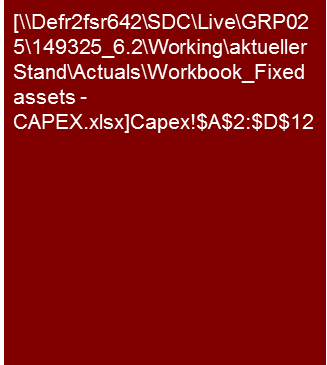 [\\Defr2fsr642\SDC\Live\GRP02
5\149325_6.2\Working\aktueller
Stand\Actuals\Workbook_Fixed
assets -
CAPEX.xlsx]Capex!$A$2:$D$12